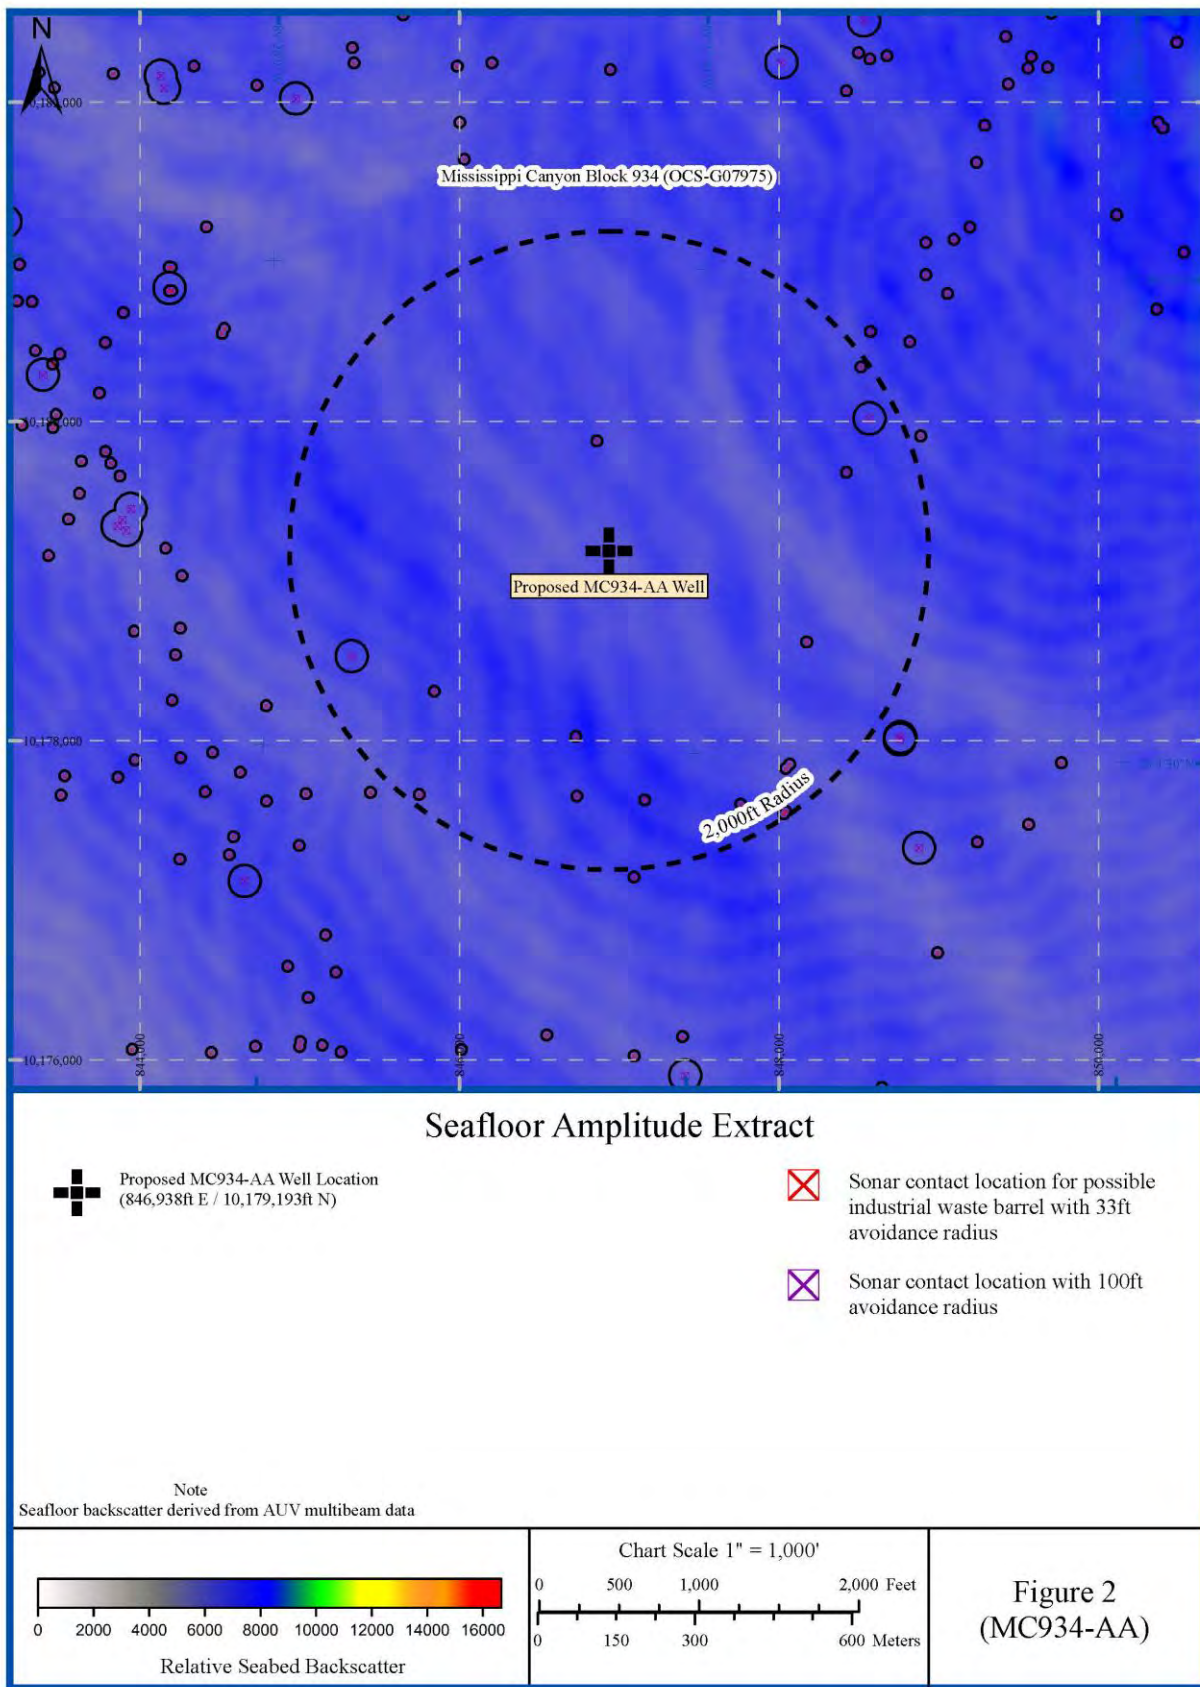 N
Mississippi Canyon Block 934 (OCS-G07975)
Proposed MC934-AA Well
10,178,000
2,000ft Radius
10,176,000
844,000
848,000
850,000
Seafloor Amplitude Extract
Proposed MC934-AA Well Location
(846,938ft E / 10,179,193ft N)
Sonar contact location for possible
industrial waste barrel with 33ft
avoidance radius
Sonar contact location with 100ft
avoidance radius
Note
Seafloor backscatter derived from AUV multibeam data
0 2000 4000 6000 8000 10000 12000 14000 16000
Relative Seabed Backscatter
Chart Scale 1" = 1,000'
0 500 1,000 2,000 Feet
0 150 300 600 Meters
Figure 2
(MC934-AA)